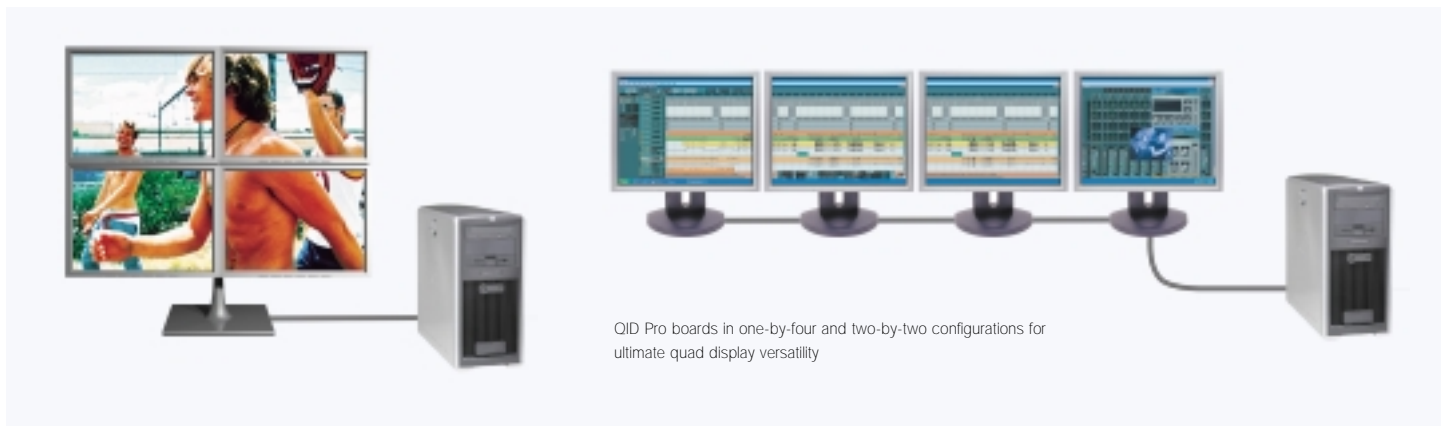 QID Pro boards in one-by-four and two-by-two configurations for
ultimate quad display versatility